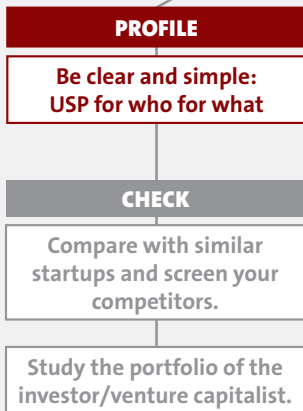 PROFILE
Be clear and simple:
USP for who for what
CHECK
Compare with similar
startups and screen your
competitors.
Study the portfolio of the
investor/venture capitalist.